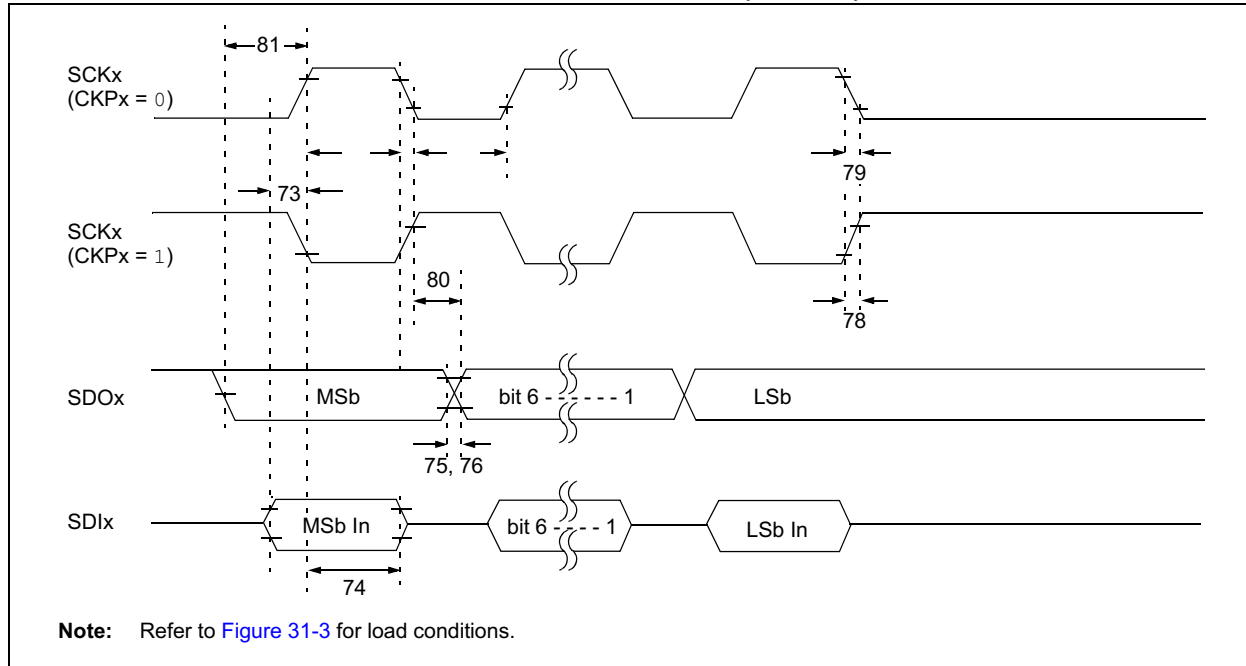 81
SCKx
(CKPx = 0)
73
79
SCKx
(CKPx = 1)
80
78
SDOx
MSb
bit 6 - - - - - - 1
LSb
75, 76
SDIx
MSb In
bit 6 - - - - - 1
LSb In
74
Note: Refer to Figure 31-3 for load conditions.